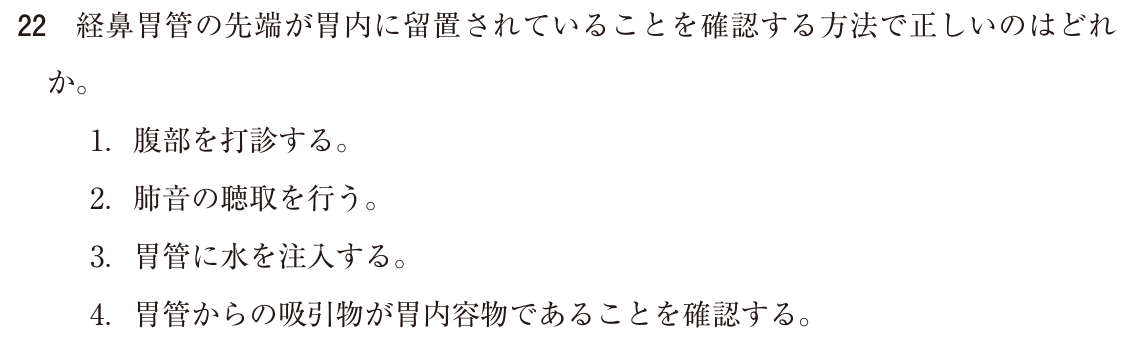 22　経鼻胃管の先端が胃内に留置されていることを確認する方法で正しいのはどれ
か。
1. 腹部を打診する。
2. 肺音の聴取を行う。
3. 胃管に水を注入する。
4. 胃管からの吸引物が胃内容物であることを確認する。